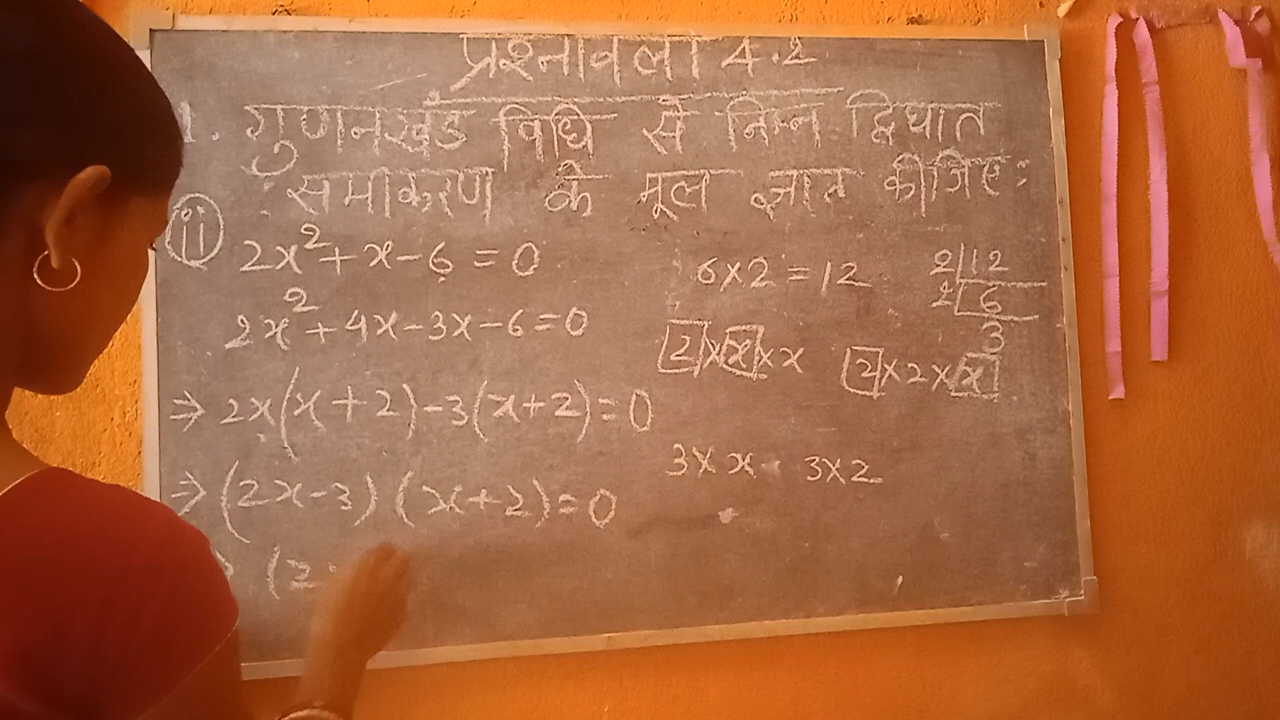 प्रश्नावली 4.2
1. गुणनखंड विधि से निम्न द्विघात
समीकरण के मूल ज्ञात कीजिए:
(ii) 2x² + x - 6 = 0
6 × 2 = 12
2 | 12
2 | 6
3
2x² + 4x - 3x - 6 = 0
2 × x × x 2 × 2 × x
⇒ 2x(x + 2) - 3(x + 2) = 0
3 × x 3 × 2
⇒ (2x - 3) (x + 2) = 0
(2